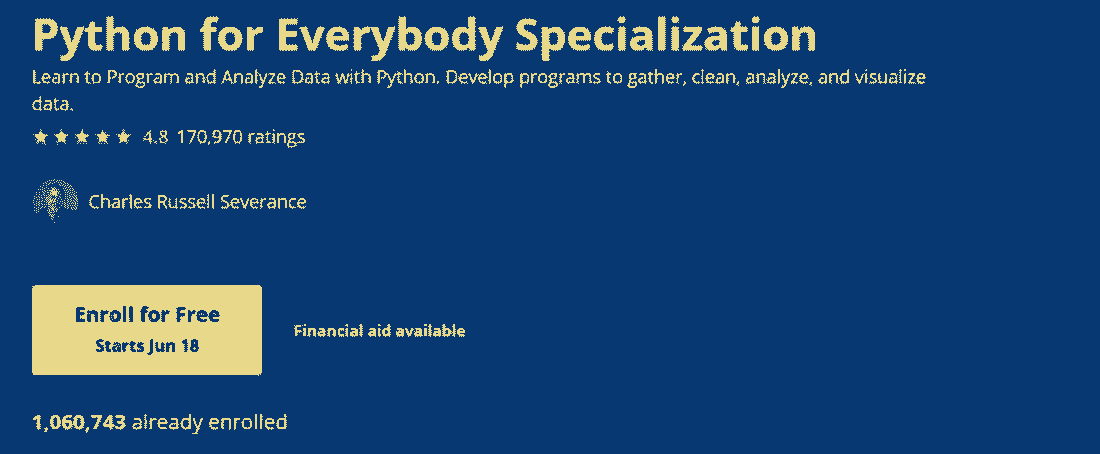 Python for Everybody Specialization
Learn to Program and Analyze Data with Python. Develop programs to gather, clean, analyze, and visualize
data.
4.8 170,970 ratings
Charles Russell Severance
Enroll for Free
Starts Jun 18
Financial aid available
1,060,743 already enrolled